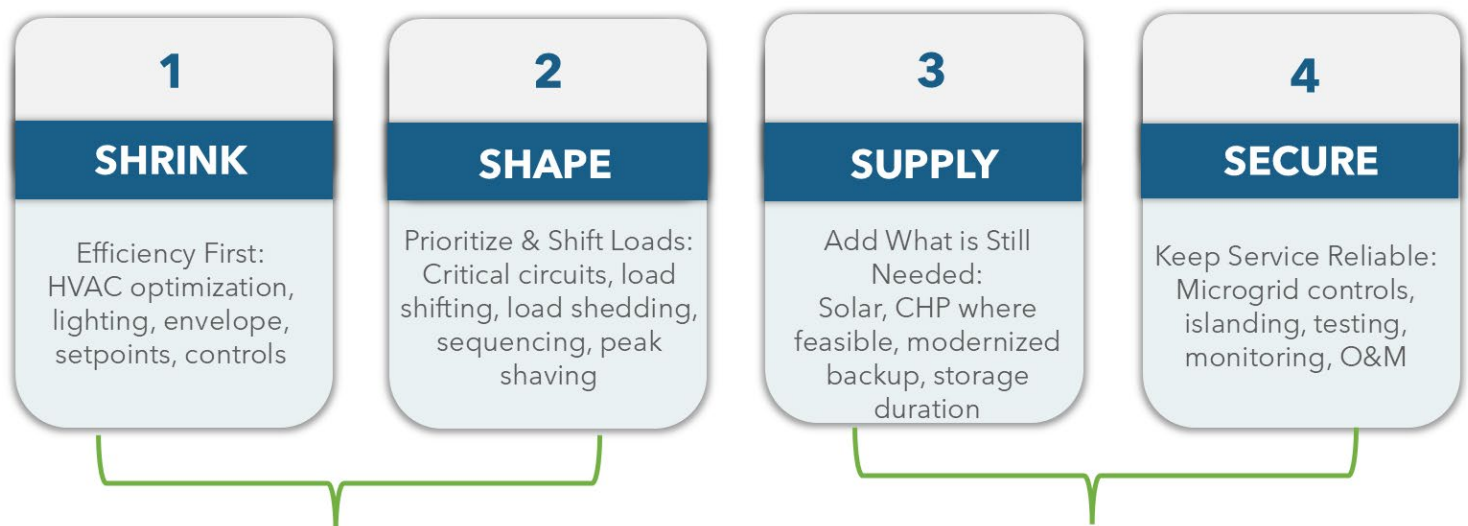 1
SHRINK
Efficiency First:
HVAC optimization,
lighting, envelope,
setpoints, controls
2
SHAPE
Prioritize & Shift Loads:
Critical circuits, load
shifting, load shedding,
sequencing, peak
shaving
3
SUPPLY
Add What is Still
Needed:
Solar, CHP where
feasible, modernized
backup, storage
duration
4
SECURE
Keep Service Reliable:
Microgrid controls,
islanding, testing,
monitoring, O&M